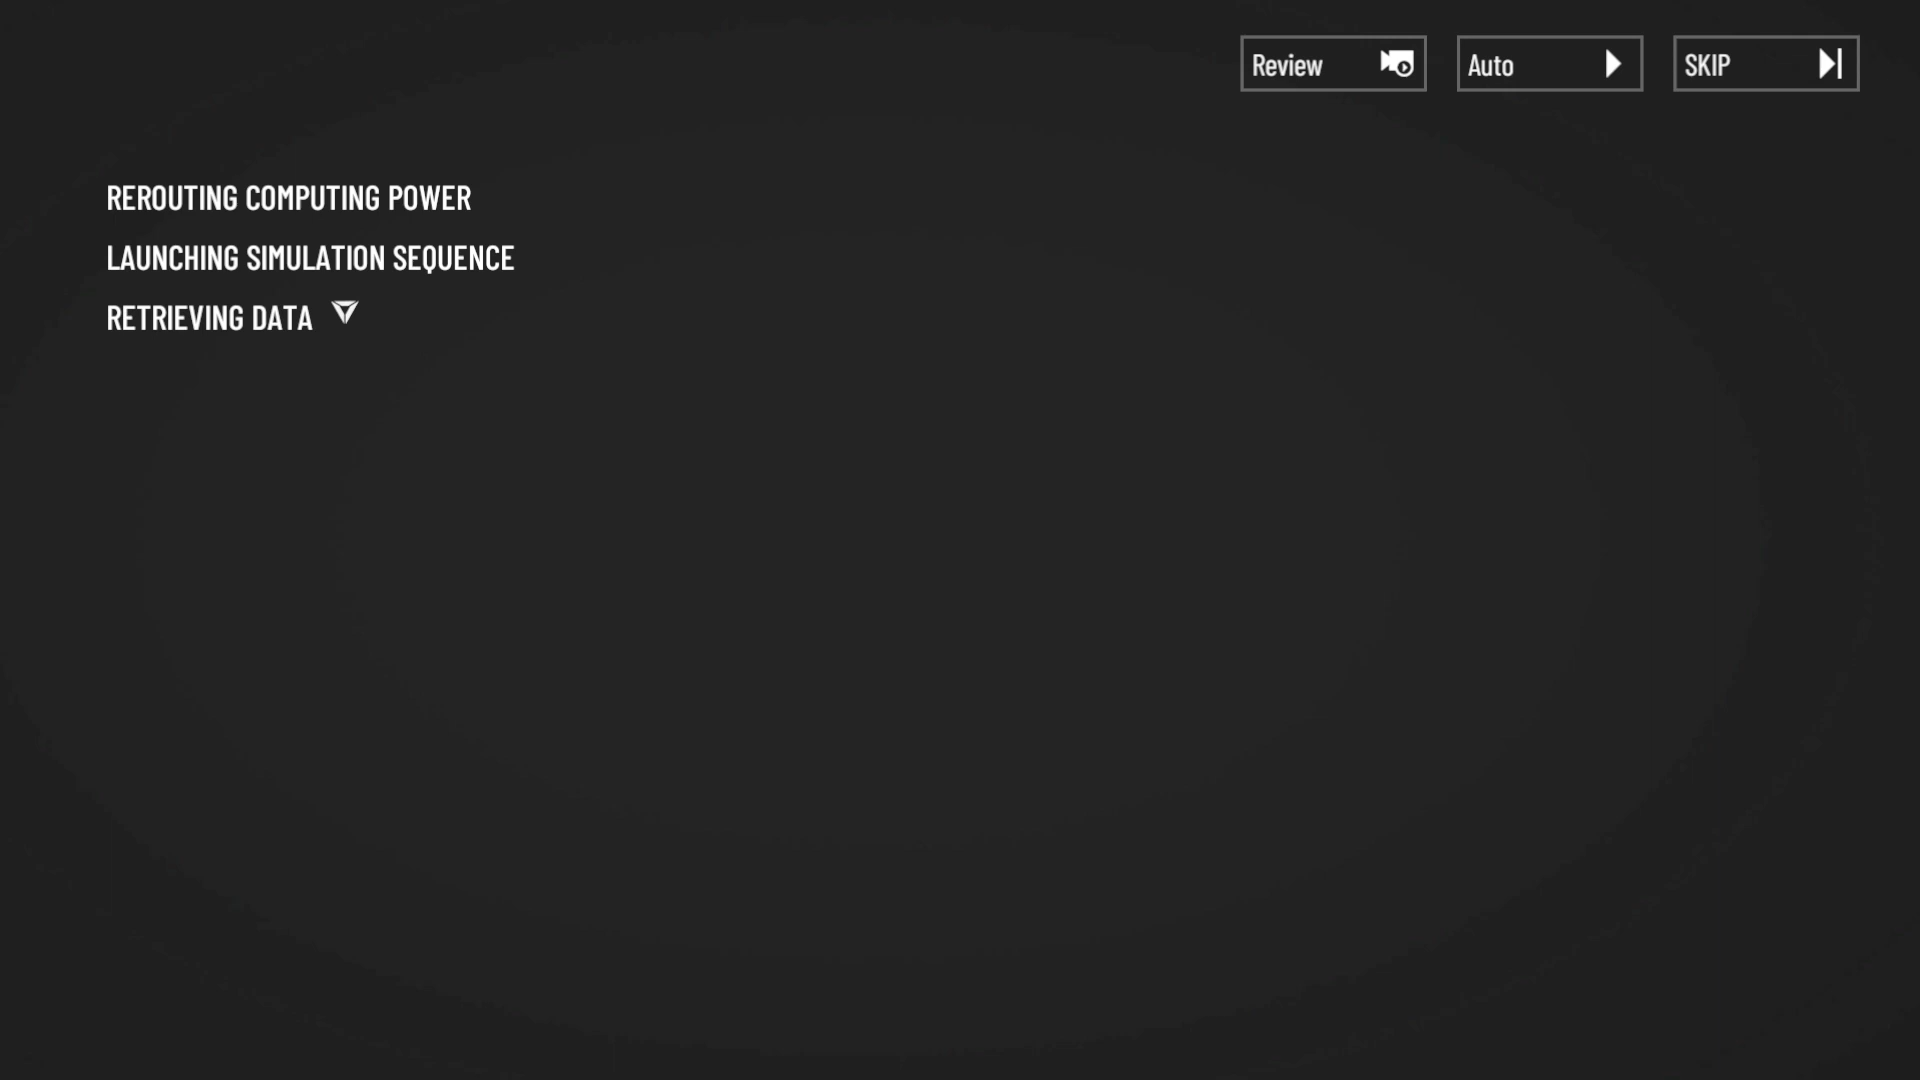 Review
Auto
SKIP
REROUTING COMPUTING POWER
LAUNCHING SIMULATION SEQUENCE
RETRIEVING DATA